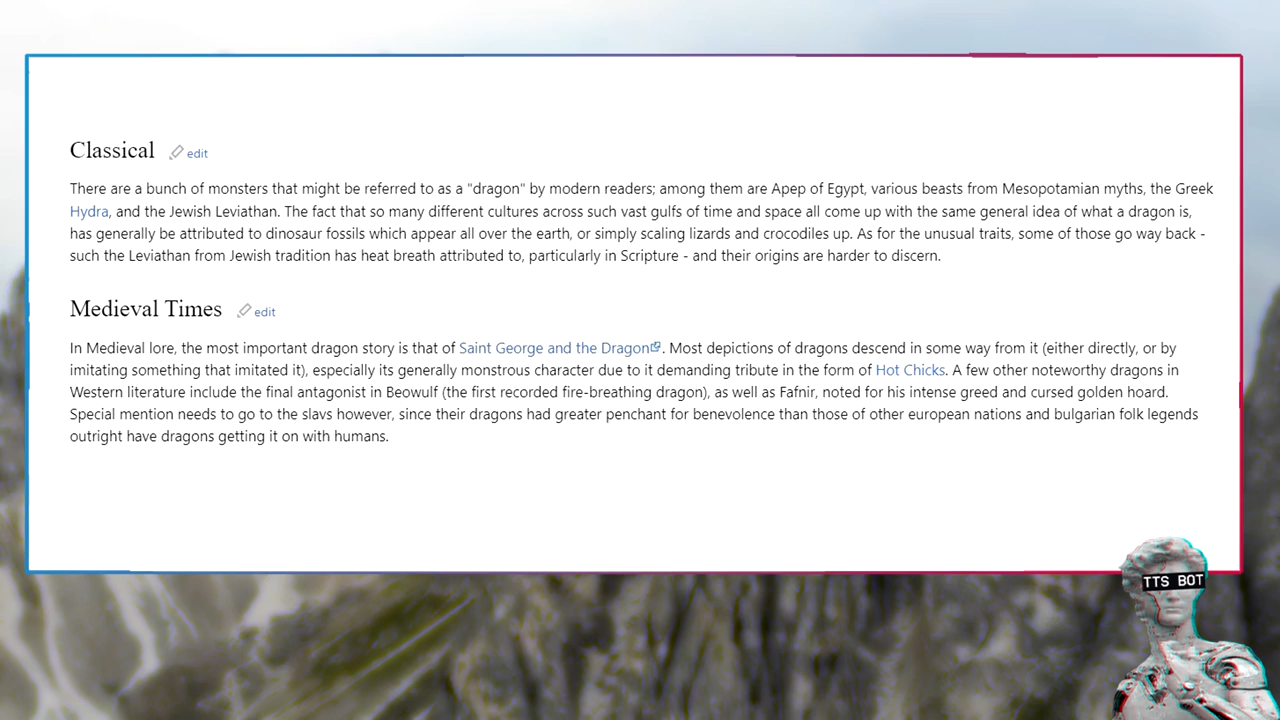 Classical edit
There are a bunch of monsters that might be referred to as a "dragon" by modern readers; among them are Apep of Egypt, various beasts from Mesopotamian myths, the Greek
Hydra, and the Jewish Leviathan. The fact that so many different cultures across such vast gulfs of time and space all come up with the same general idea of what a dragon is,
has generally be attributed to dinosaur fossils which appear all over the earth, or simply scaling lizards and crocodiles up. As for the unusual traits, some of those go way back -
such the Leviathan from Jewish tradition has heat breath attributed to, particularly in Scripture - and their origins are harder to discern.
Medieval Times edit
In Medieval lore, the most important dragon story is that of Saint George and the Dragon. Most depictions of dragons descend in some way from it (either directly, or by
imitating something that imitated it), especially its generally monstrous character due to it demanding tribute in the form of Hot Chicks. A few other noteworthy dragons in
Western literature include the final antagonist in Beowulf (the first recorded fire-breathing dragon), as well as Fafnir, noted for his intense greed and cursed golden hoard.
Special mention needs to go to the slavs however, since their dragons had greater penchant for benevolence than those of other european nations and bulgarian folk legends
outright have dragons getting it on with humans.
TTS BOT